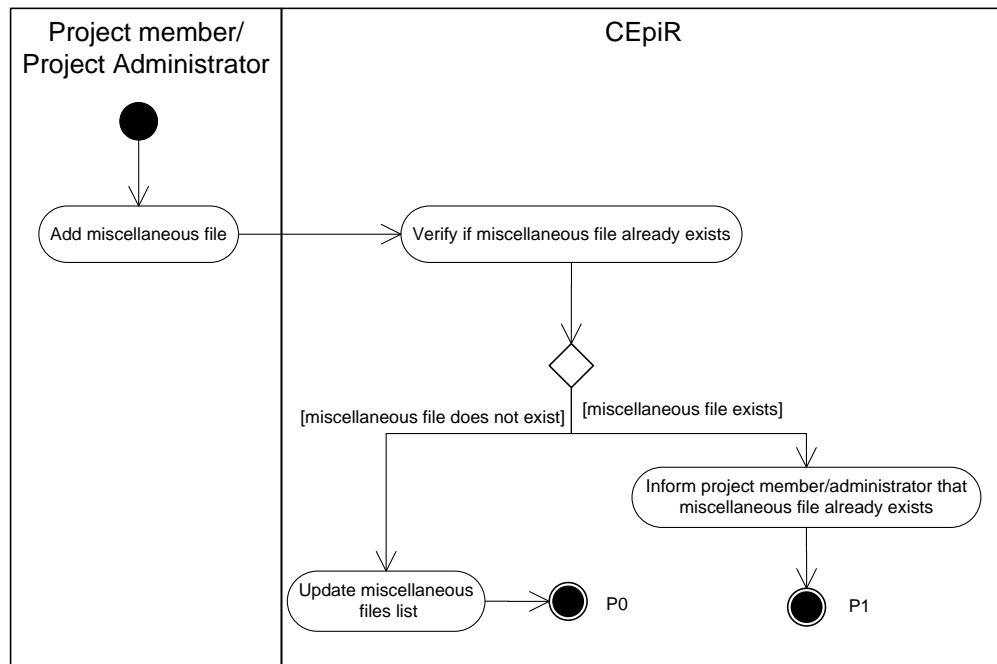 Project member/
Project Administrator
CEpiR
Add miscellaneous file
Verify if miscellaneous file already exists
[miscellaneous file does not exist]
[miscellaneous file exists]
Inform project member/administrator that
miscellaneous file already exists
Update miscellaneous
files list
P0
P1